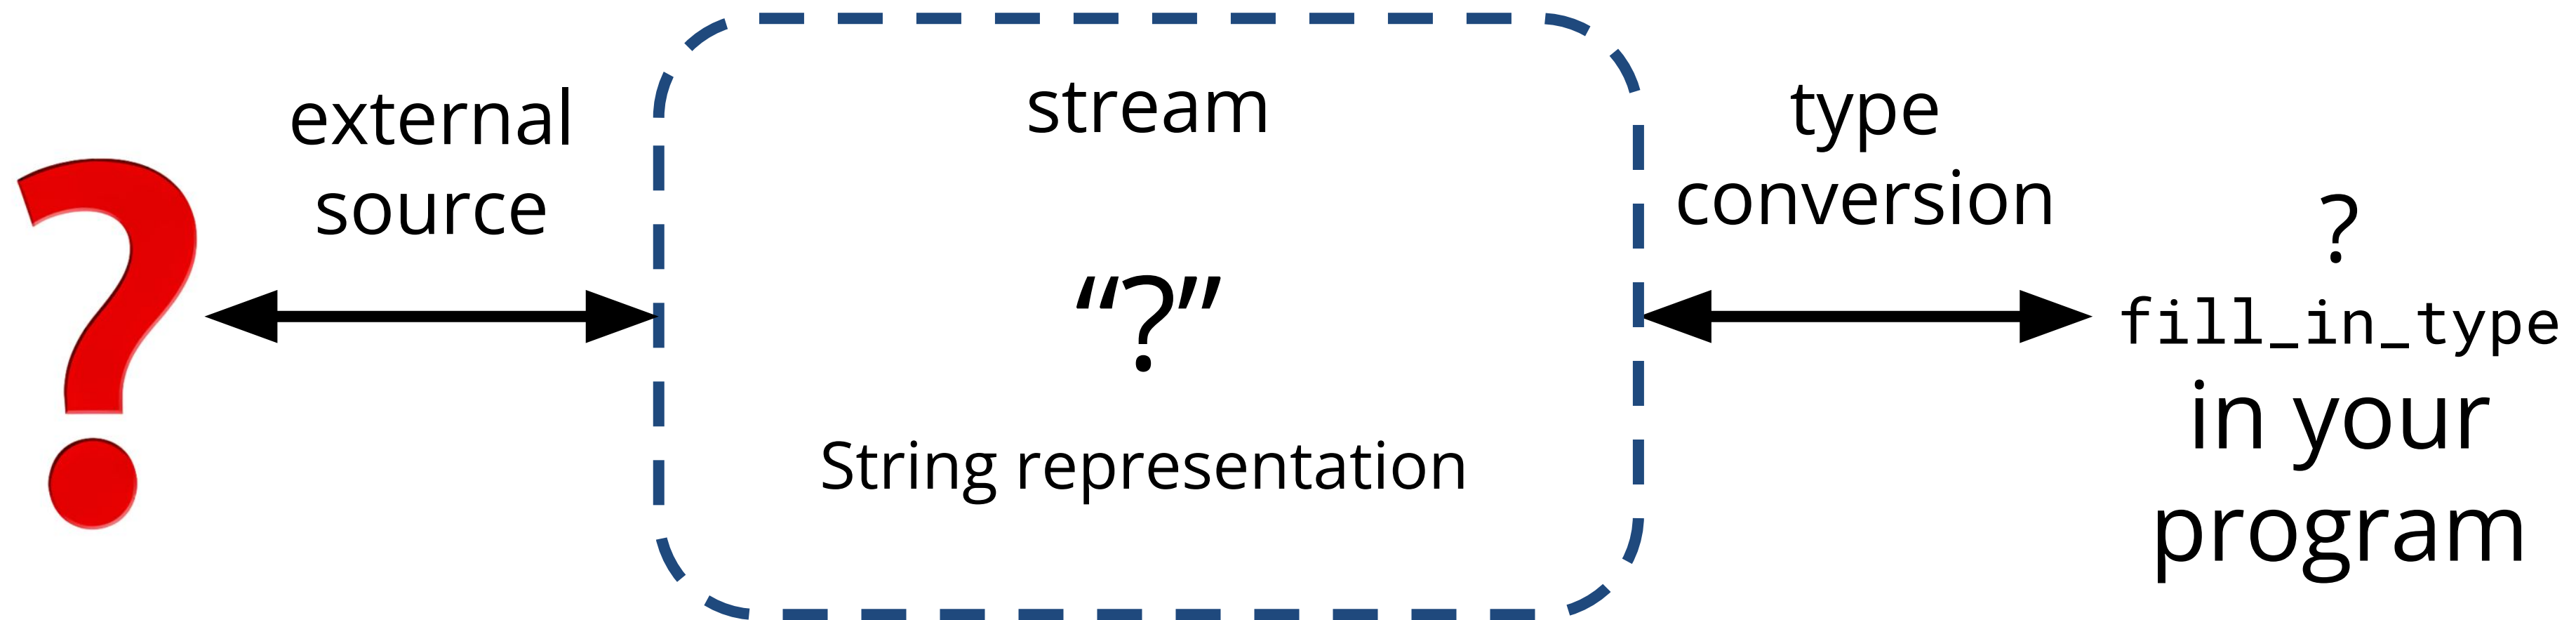 ?
external
source
stream
“?”
String representation
type
conversion
?
fill_in_type
in your
program